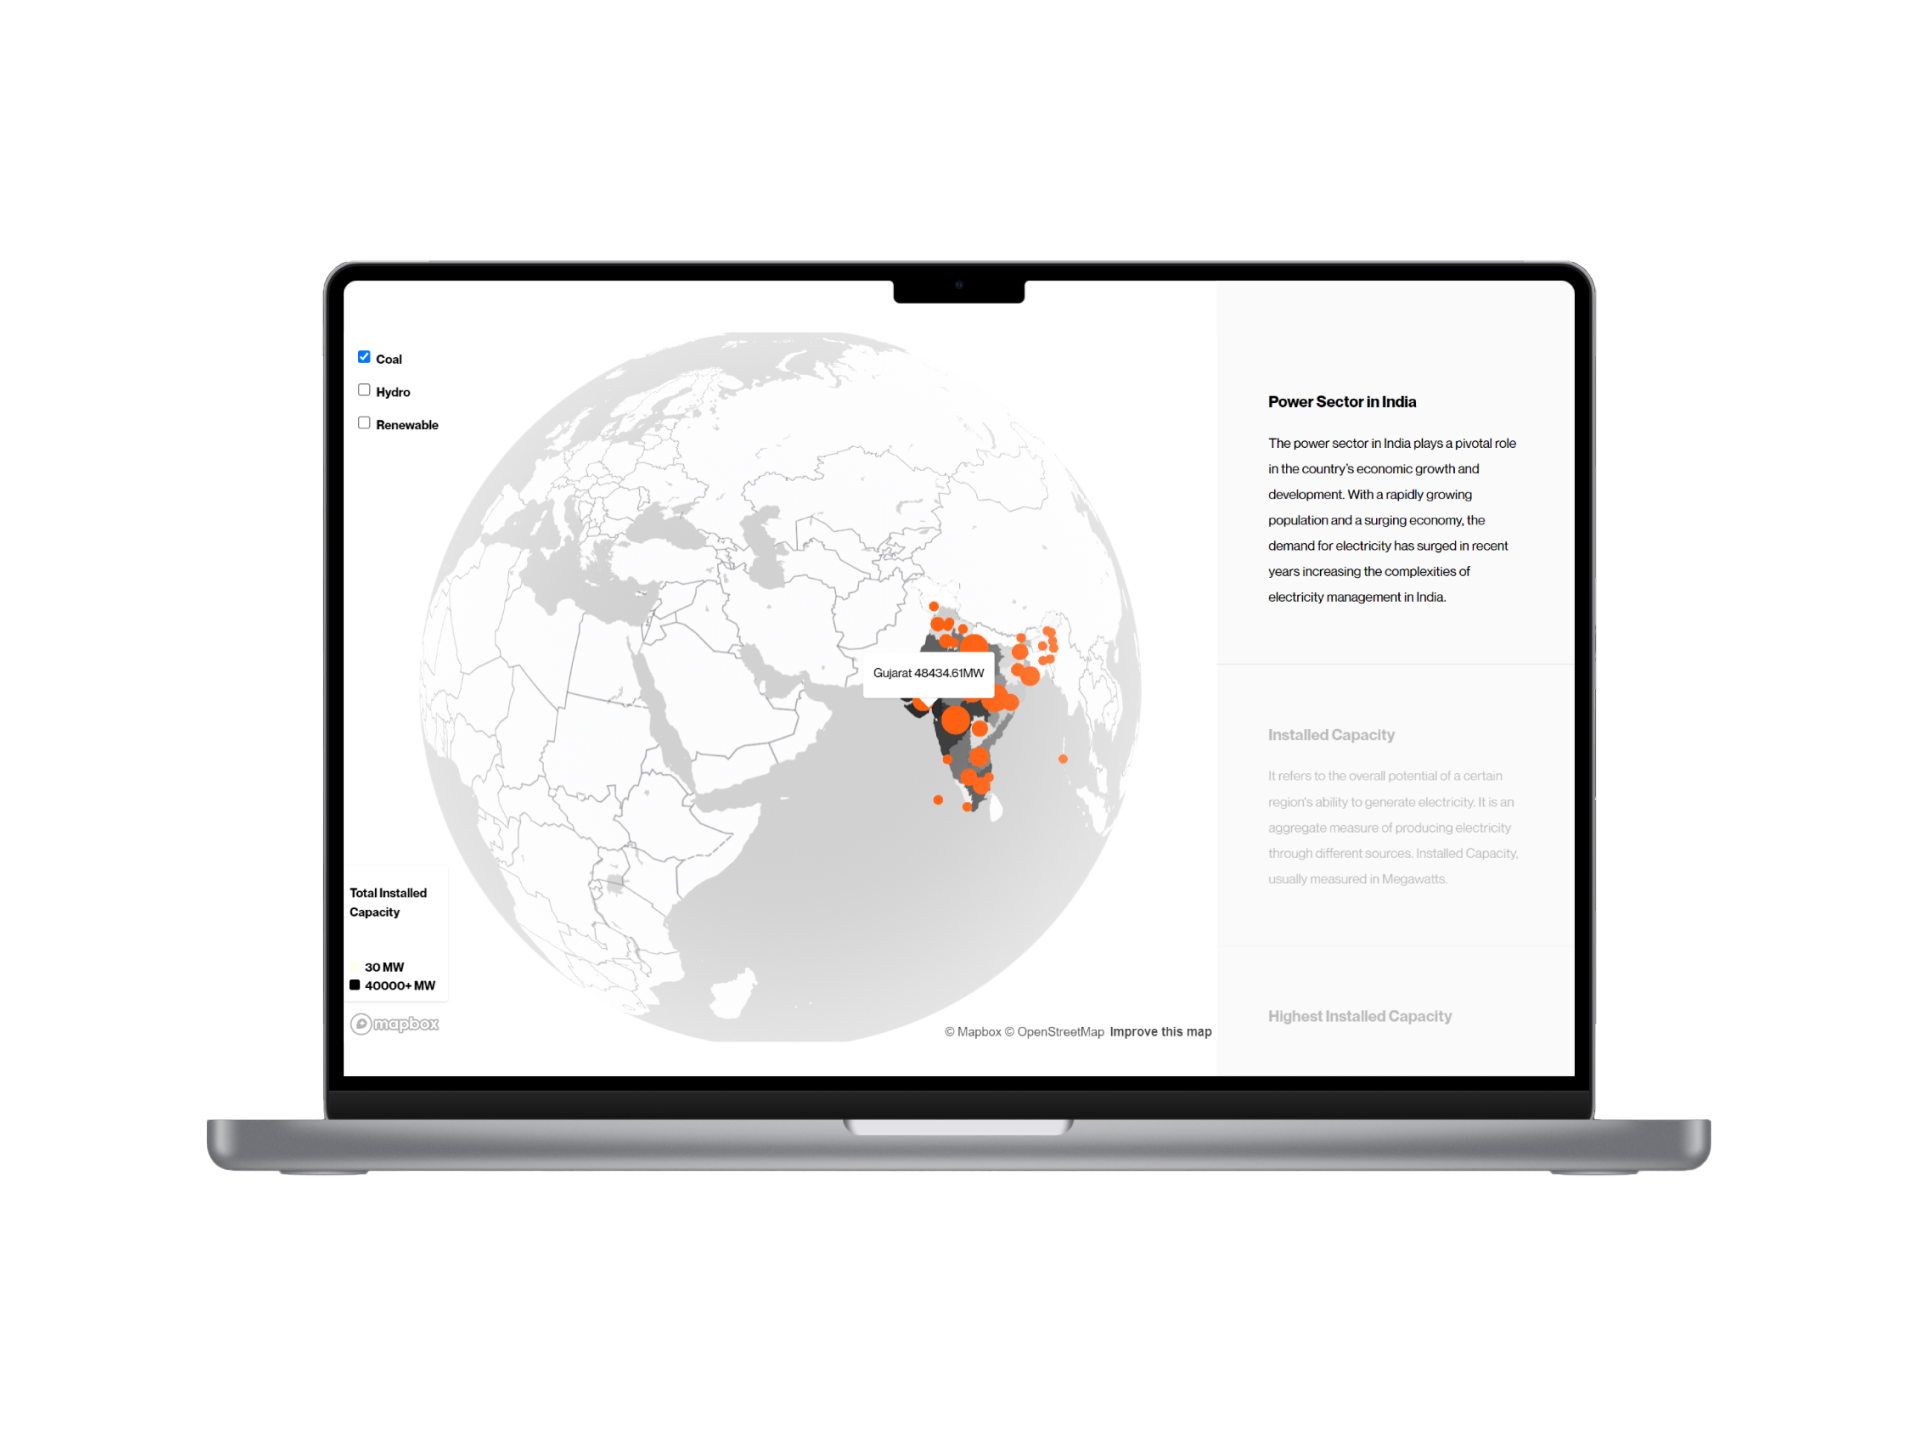 Coal
Hydro
Renewable
Gujarat 48434.61MW
Total Installed
Capacity
30 MW
40000+ MW
mapbox
© Mapbox © OpenStreetMap Improve this map
Power Sector in India
The power sector in India plays a pivotal role
in the country's economic growth and
development. With a rapidly growing
population and a surging economy, the
demand for electricity has surged in recent
years increasing the complexities of
electricity management in India.
Installed Capacity
It refers to the overall potential of a certain
region's ability to generate electricity. It is an
aggregate measure of producing electricity
through different sources. Installed Capacity,
usually measured in Megawatts.
Highest Installed Capacity